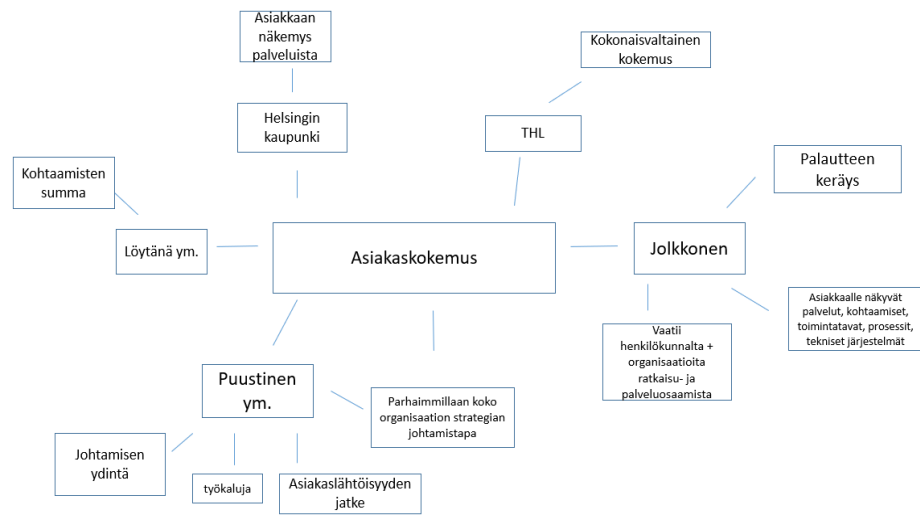 Asiakkaan
näkemys
palveluista
Kokonaisvaltainen
kokemus
Helsingin
kaupunki
THL
Palautteen
keräys
Kohtaamisten
summa
Löytänä ym.
Asiakaskokemus
Jolkkonen
Asiakkaalle näkyvät
palvelut, kohtaamiset,
toimintatavat, prosessit,
tekniset järjestelmät
Vaatii
henkilökunnalta +
organisaatioita
ratkaisu- ja
palveluosaamista
Puustinen
ym.
Parhaimmillaan koko
organisaation strategian
johtamistapa
Johtamisen
ydintä
työkaluja
Asiakaslähtöisyyden
jatke